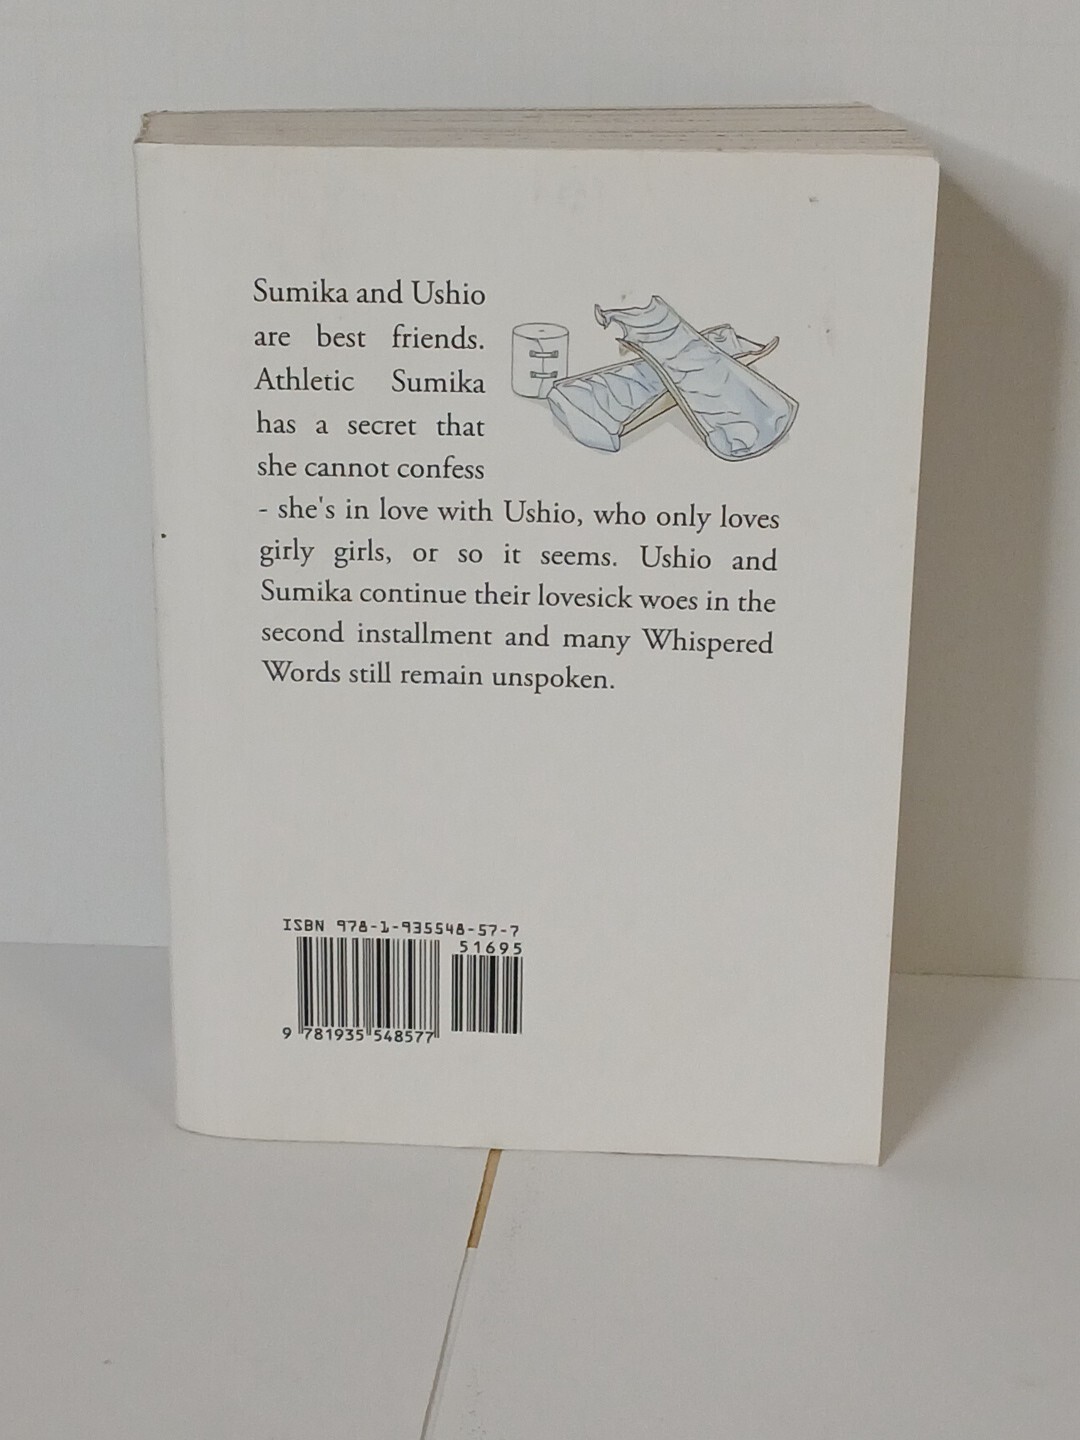 Sumika and Ushio
are best friends.
Athletic Sumika
has a secret that
she cannot confess
- she's in love with Ushio, who only loves
girly girls, or so it seems. Ushio and
Sumika continue their lovesick woes in the
second installment and many Whispered
Words still remain unspoken.
ISBN 978-1-935548-57-7
51695
9 781935 548577